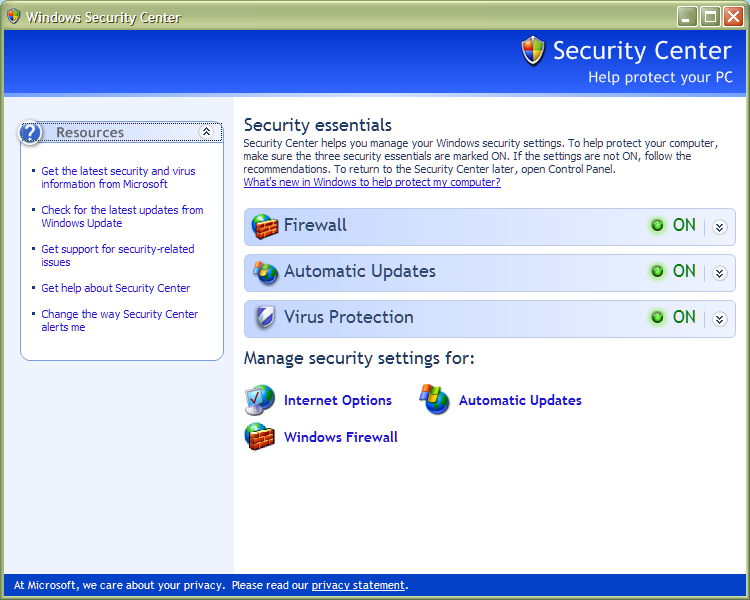 Windows Security Center
Security Center
Help protect your PC
Resources
Get the latest security and virus
information from Microsoft
Check for the latest updates from
Windows Update
Get support for security-related
issues
Get help about Security Center
Change the way Security Center
alerts me
Security essentials
Security Center helps you manage your Windows security settings. To help protect your computer,
make sure the three security essentials are marked ON. If the settings are not ON, follow the
recommendations. To return to the Security Center later, open Control Panel.
What's new in Windows to help protect my computer?
Firewall ON
Automatic Updates ON
Virus Protection ON
Manage security settings for:
Internet Options Automatic Updates
Windows Firewall
At Microsoft, we care about your privacy. Please read our privacy statement.